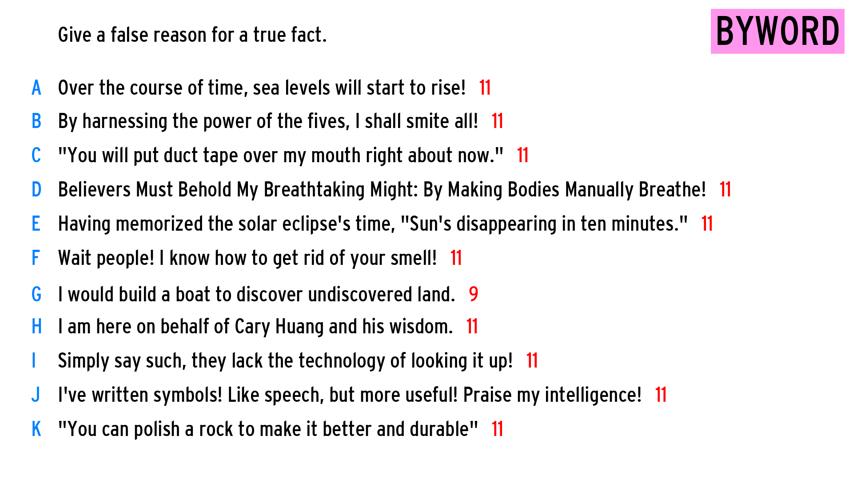 Give a false reason for a true fact.
BYWORD
A Over the course of time, sea levels will start to rise! 11
B By harnessing the power of the fives, I shall smite all! 11
C "You will put duct tape over my mouth right about now." 11
D Believers Must Behold My Breathtaking Might: By Making Bodies Manually Breathe! 11
E Having memorized the solar eclipse's time, "Sun's disappearing in ten minutes." 11
F Wait people! I know how to get rid of your smell! 11
G I would build a boat to discover undiscovered land. 9
H I am here on behalf of Cary Huang and his wisdom. 11
I Simply say such, they lack the technology of looking it up! 11
J I've written symbols! Like speech, but more useful! Praise my intelligence! 11
K "You can polish a rock to make it better and durable" 11